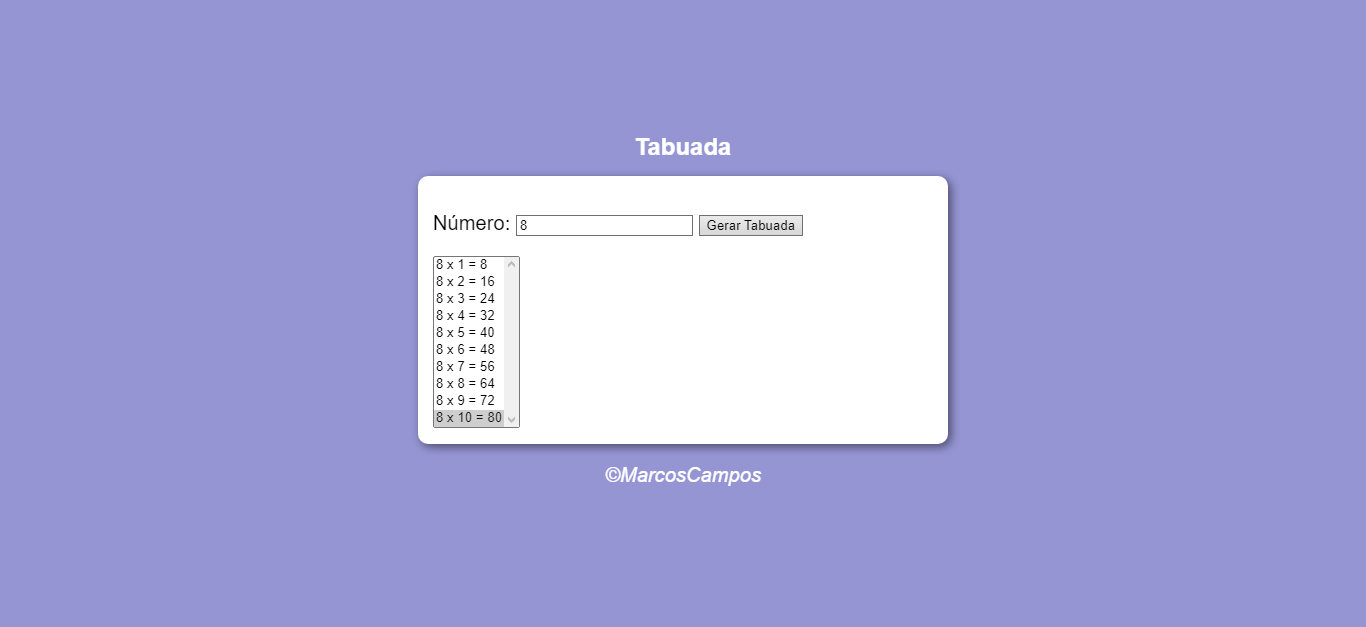 Tabuada
Número: 8 Gerar Tabuada
8 x 1 = 8
8 x 2 = 16
8 x 3 = 24
8 x 4 = 32
8 x 5 = 40
8 x 6 = 48
8 x 7 = 56
8 x 8 = 64
8 x 9 = 72
8 x 10 = 80
©MarcosCampos